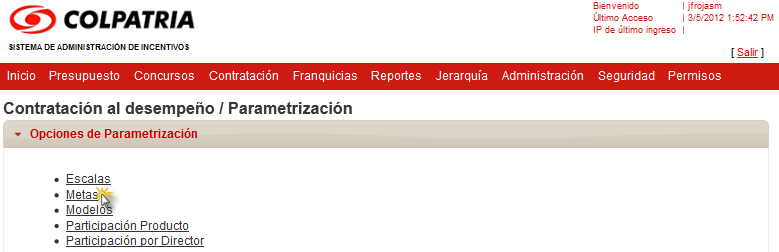 COLPATRIA
SISTEMA DE ADMINISTRACIÓN DE INCENTIVOS
Bienvenido | jfrojasm
Último Acceso | 3/5/2012 1:52:42 PM
IP de último ingreso |
[ Salir ]
Inicio Presupuesto Concursos Contratación Franquicias Reportes Jerarquía Administración Seguridad Permisos
Contratación al desempeño / Parametrización
Opciones de Parametrización
Escalas
Metas
Modelos
Participación Producto
Participación por Director